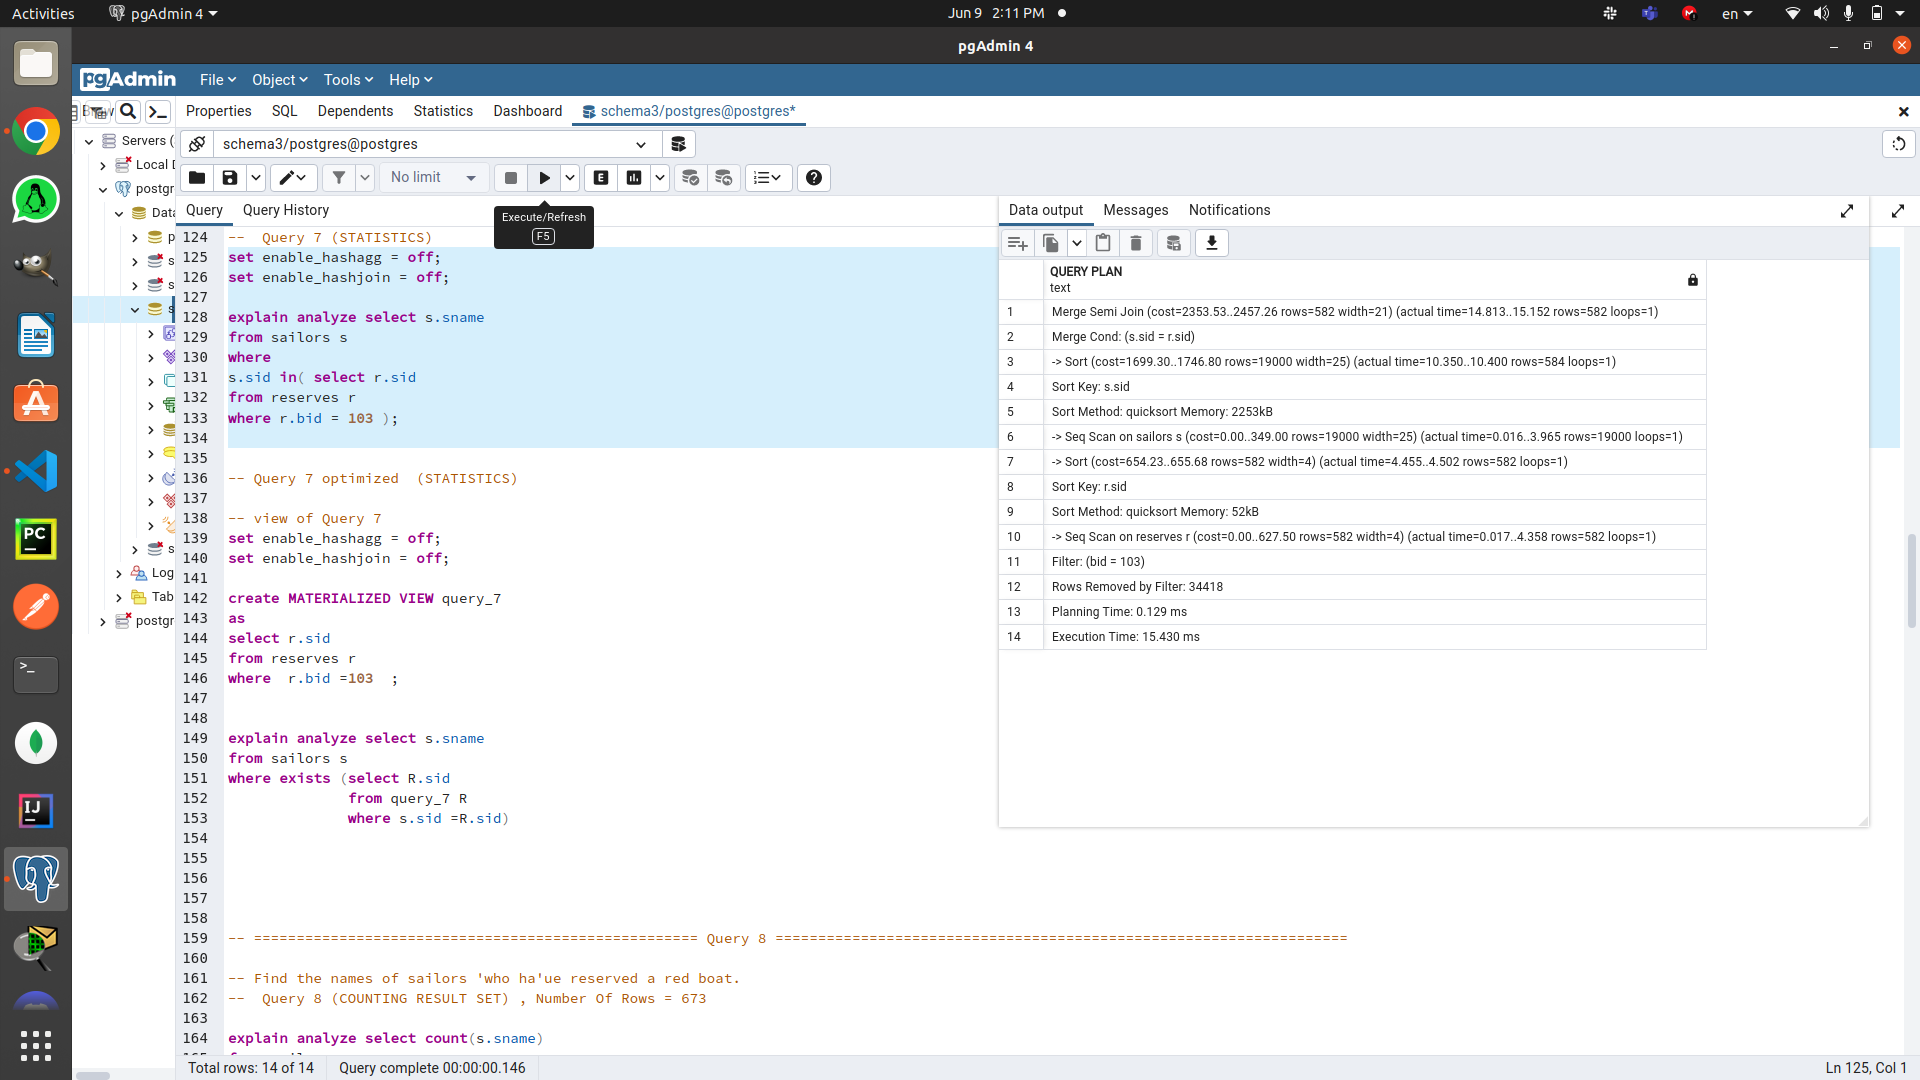 Activities
pgAdmin 4
Jun 9 2:11 PM
en
pgAdmin 4
pgAdmin
File
Object
Tools
Help
Properties
SQL
Dependents
Statistics
Dashboard
schema3/postgres@postgres*
Servers (
Local D
postgr
Data
p
s
s
s
s
Log
Tab
postgr
schema3/postgres@postgres
No limit
Execute/Refresh
F5
Query
Query History
124 -- Query 7 (STATISTICS)
125 set enable_hashagg = off;
126 set enable_hashjoin = off;
127
128 explain analyze select s.sname
129 from sailors s
130 where
131 s.sid in( select r.sid
132 from reserves r
133 where r.bid = 103 );
134
135
136 -- Query 7 optimized  (STATISTICS)
137
138 -- view of Query 7
139 set enable_hashagg = off;
140 set enable_hashjoin = off;
141
142 create MATERIALIZED VIEW query_7
143 as
144 select r.sid
145 from reserves r
146 where  r.bid =103  ;
147
148
149 explain analyze select s.sname
150 from sailors s
151 where exists (select R.sid
152 from query_7 R
153 where s.sid =R.sid)
154
155
156
157
158
159 -- ==================================================== Query 8 ===================================================================
160
161 -- Find the names of sailors 'who ha'ue reserved a red boat.
162 --  Query 8 (COUNTING RESULT SET) , Number Of Rows = 673
163
164 explain analyze select count(s.sname)
Data output
Messages
Notifications
QUERY PLAN
text
1 Merge Semi Join (cost=2353.53..2457.26 rows=582 width=21) (actual time=14.813..15.152 rows=582 loops=1)
2 Merge Cond: (s.sid = r.sid)
3 -> Sort (cost=1699.30..1746.80 rows=19000 width=25) (actual time=10.350..10.400 rows=584 loops=1)
4 Sort Key: s.sid
5 Sort Method: quicksort Memory: 2253kB
6 -> Seq Scan on sailors s (cost=0.00..349.00 rows=19000 width=25) (actual time=0.016..3.965 rows=19000 loops=1)
7 -> Sort (cost=654.23..655.68 rows=582 width=4) (actual time=4.455..4.502 rows=582 loops=1)
8 Sort Key: r.sid
9 Sort Method: quicksort Memory: 52kB
10 -> Seq Scan on reserves r (cost=0.00..627.50 rows=582 width=4) (actual time=0.017..4.358 rows=582 loops=1)
11 Filter: (bid = 103)
12 Rows Removed by Filter: 34418
13 Planning Time: 0.129 ms
14 Execution Time: 15.430 ms
Total rows: 14 of 14
Query complete 00:00:00.146
Ln 125, Col 1